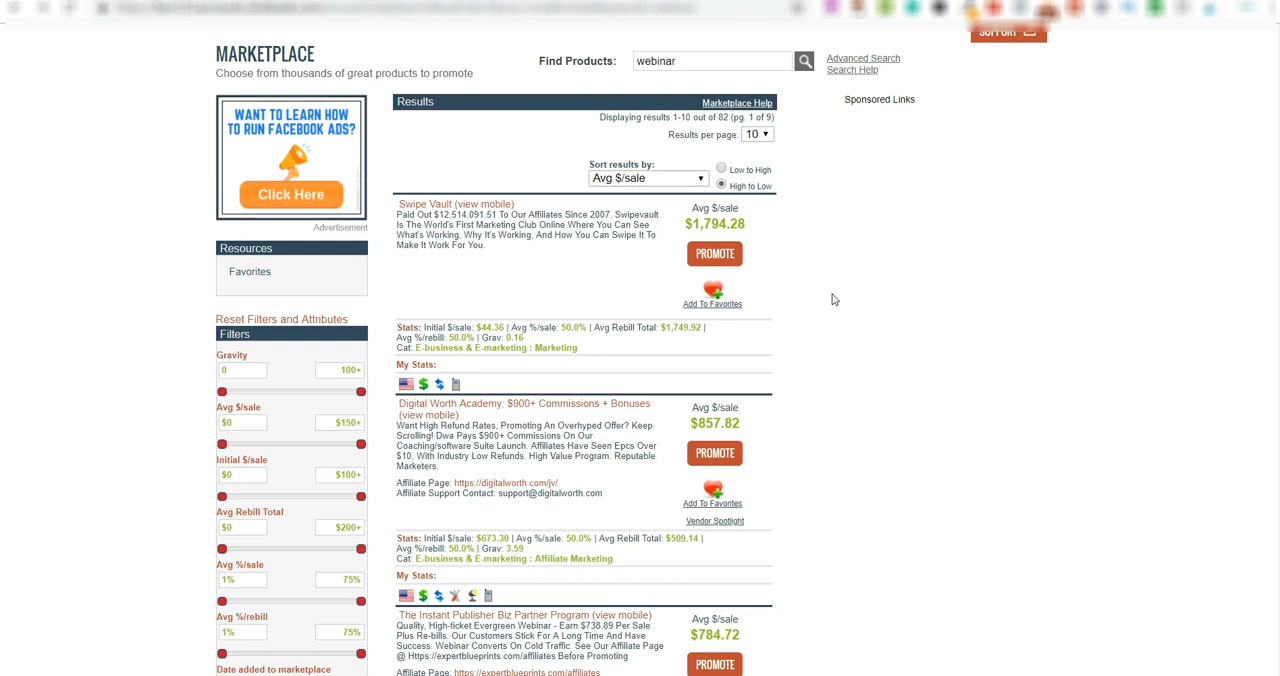 SUPPORT
MARKETPLACE
Choose from thousands of great products to promote
Find Products:
webinar
Advanced Search
Search Help
WANT TO LEARN HOW
TO RUN FACEBOOK ADS?
Click Here
Advertisement
Resources
Favorites
Reset Filters and Attributes
Filters
Gravity
0 100+
Avg $/sale
$0 $150+
Initial $/sale
$0 $100+
Avg Rebill Total
$0 $200+
Avg %/sale
1% 75%
Avg %/rebill
1% 75%
Date added to marketplace
Results Marketplace Help
Displaying results 1-10 out of 82 (pg. 1 of 9)
Results per page: 10
Sort results by:
Avg $/sale
Low to High
High to Low
Swipe Vault (view mobile)
Paid Out $12,514,091.51 To Our Affiliates Since 2007. Swipevault
Is The World's First Marketing Club Online Where You Can See
What's Working, Why It's Working, And How You Can Swipe It To
Make It Work For You.
Avg $/sale
$1,794.28
PROMOTE
Add To Favorites
Stats: Initial $/sale: $44.36 | Avg %/sale: 50.0% | Avg Rebill Total: $1,749.92 |
Avg %/rebill: 50.0% | Grav: 0.16
Cat: E-business & E-marketing : Marketing
My Stats:
Digital Worth Academy: $900+ Commissions + Bonuses
(view mobile)
Want High Refund Rates, Promoting An Overhyped Offer? Keep
Scrolling! Dwa Pays $900+ Commissions On Our
Coaching/software Suite Launch. Affiliates Have Seen Epcs Over
$10, With Industry Low Refunds. High Value Program. Reputable
Marketers.
Affiliate Page: https://digitalworth.com/jv/
Affiliate Support Contact: support@digitalworth.com
Avg $/sale
$857.82
PROMOTE
Add To Favorites
Vendor Spotlight
Stats: Initial $/sale: $673.30 | Avg %/sale: 50.0% | Avg Rebill Total: $509.14 |
Avg %/rebill: 50.0% | Grav: 3.59
Cat: E-business & E-marketing : Affiliate Marketing
My Stats:
The Instant Publisher Biz Partner Program (view mobile)
Quality, High-ticket Evergreen Webinar - Earn $738.89 Per Sale
Plus Re-bills. Our Customers Stick For A Long Time And Have
Success. Webinar Converts On Cold Traffic. See Our Affiliate Page
@ Https://expertblueprints.com/affiliates Before Promoting
Affiliate Page: https://expertblueprints.com/affiliates
Avg $/sale
$784.72
PROMOTE
Sponsored Links